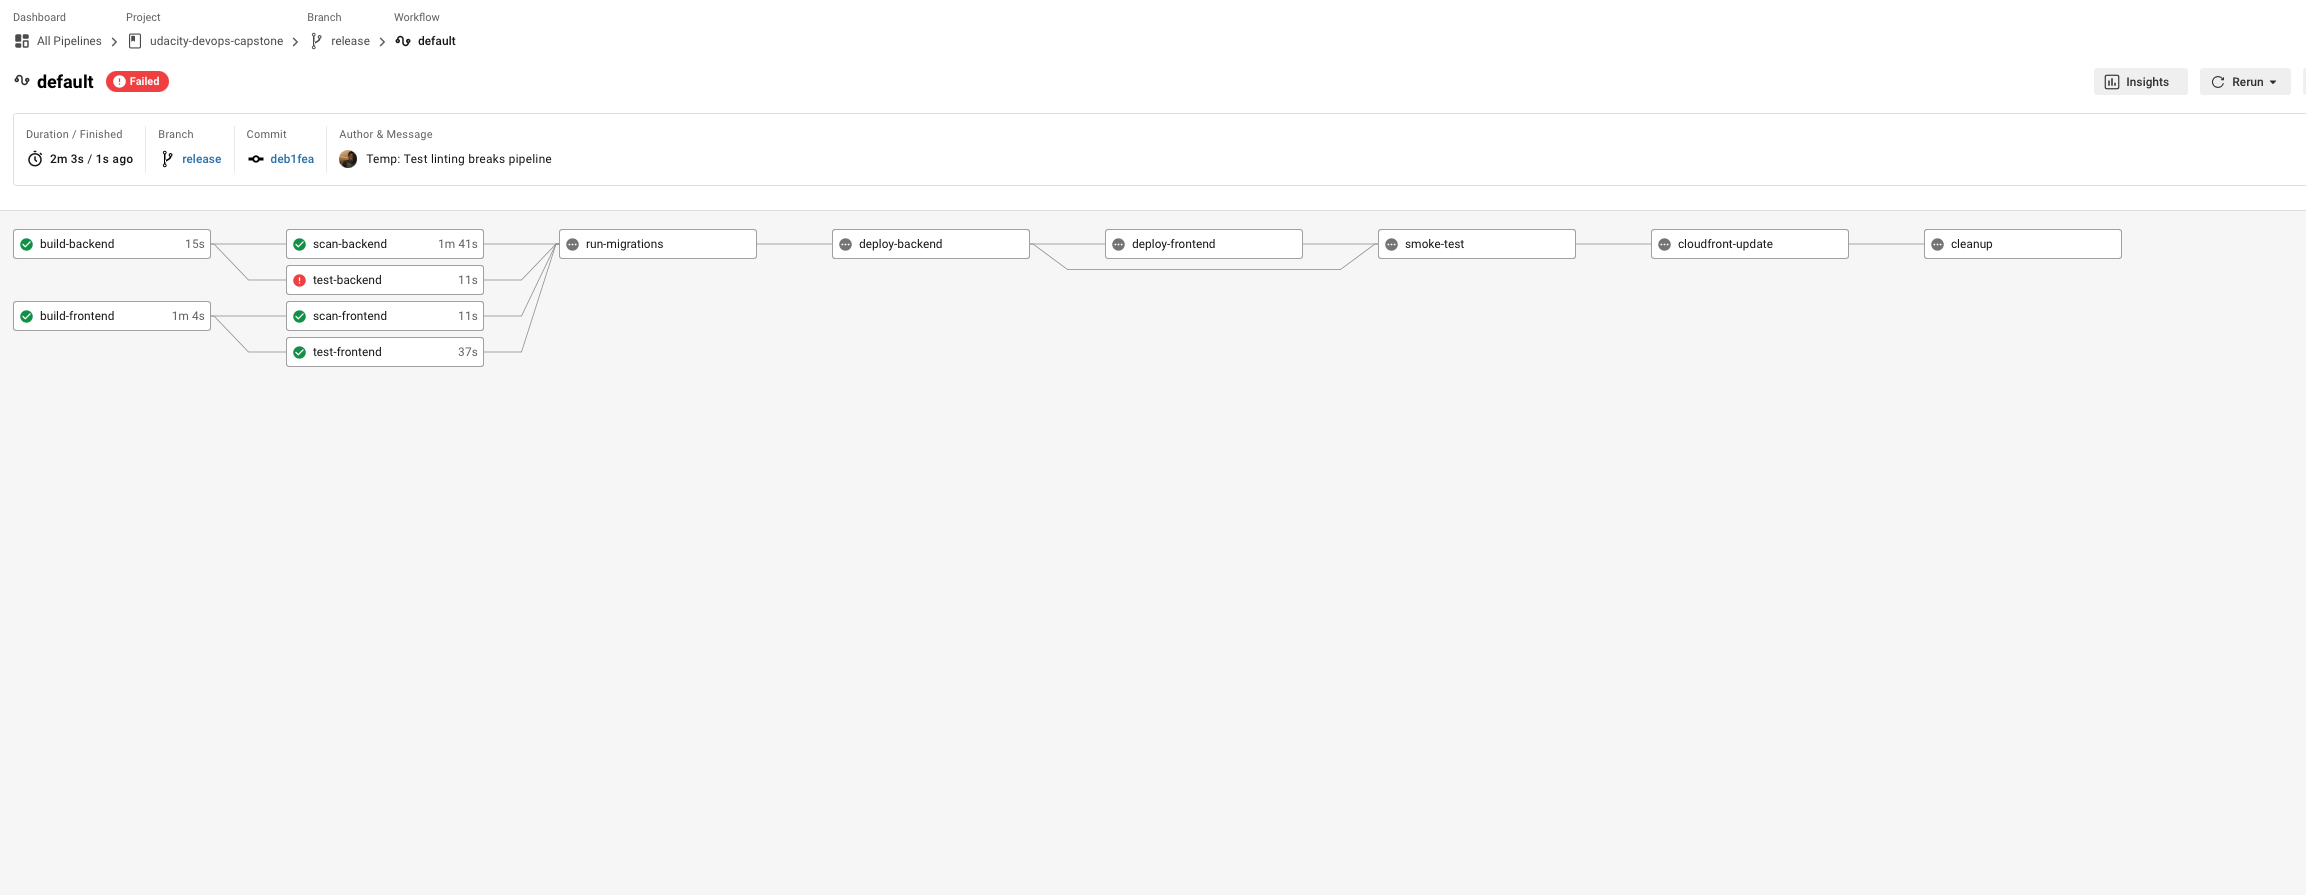 Dashboard Project Branch Workflow
All Pipelines udacity-devops-capstone release default
default Failed Insights Rerun
Duration / Finished Branch Commit Author & Message
2m 3s / 1s ago release deb1fea Temp: Test linting breaks pipeline
build-backend 15s scan-backend 1m 41s run-migrations deploy-backend deploy-frontend smoke-test cloudfront-update cleanup
test-backend 11s
build-frontend 1m 4s scan-frontend 11s
test-frontend 37s